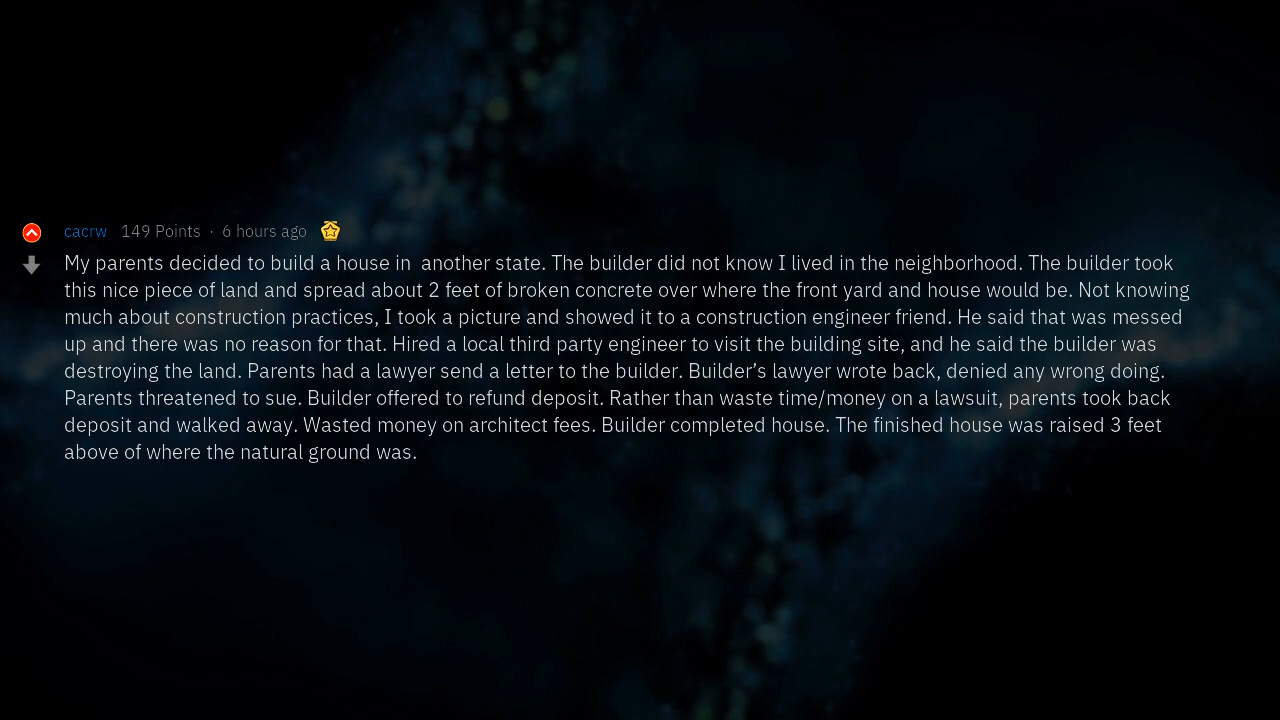 cacrw 149 Points · 6 hours ago
My parents decided to build a house in  another state. The builder did not know I lived in the neighborhood. The builder took
this nice piece of land and spread about 2 feet of broken concrete over where the front yard and house would be. Not knowing
much about construction practices, I took a picture and showed it to a construction engineer friend. He said that was messed
up and there was no reason for that. Hired a local third party engineer to visit the building site, and he said the builder was
destroying the land. Parents had a lawyer send a letter to the builder. Builder’s lawyer wrote back, denied any wrong doing.
Parents threatened to sue. Builder offered to refund deposit. Rather than waste time/money on a lawsuit, parents took back
deposit and walked away. Wasted money on architect fees. Builder completed house. The finished house was raised 3 feet
above of where the natural ground was.